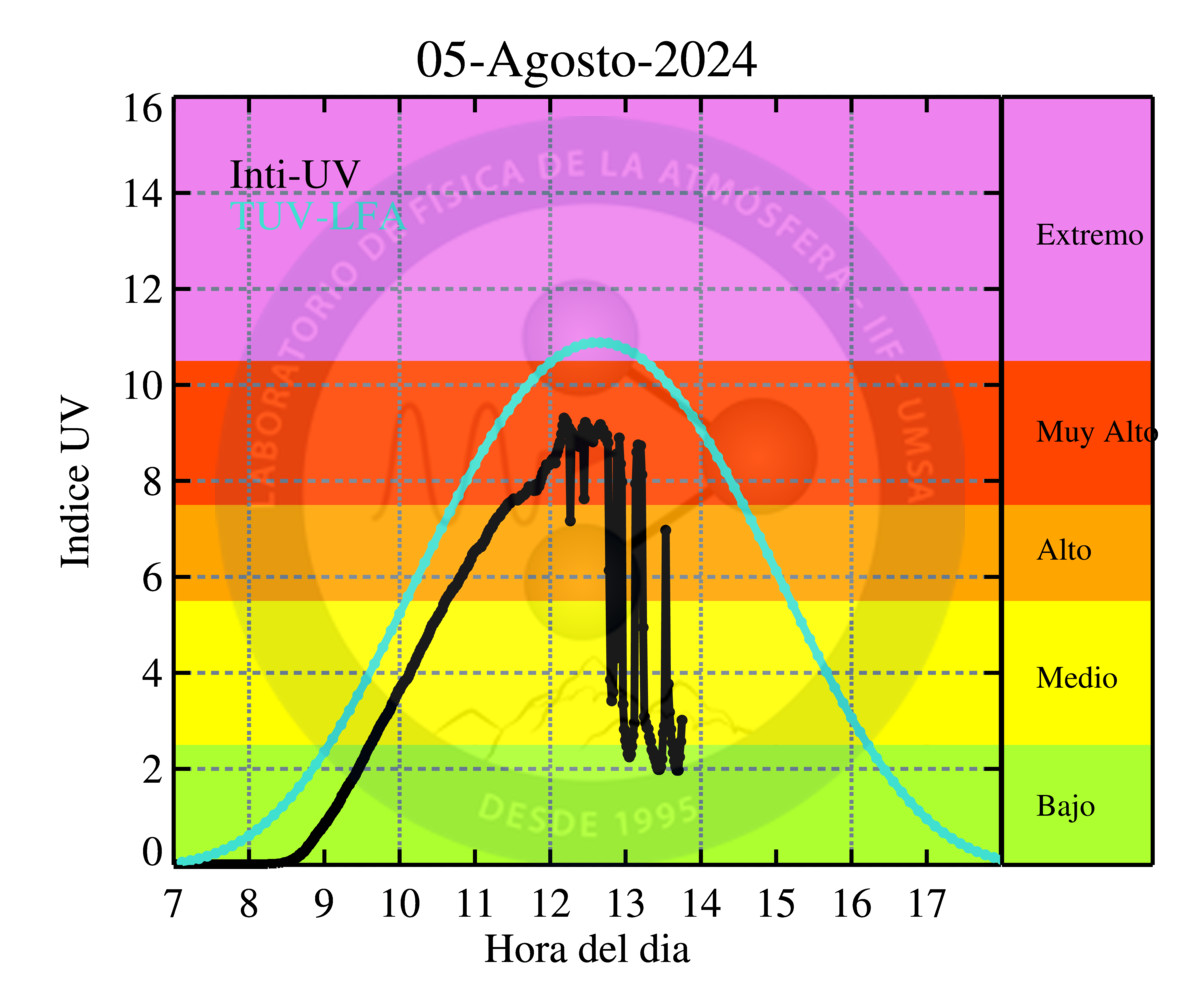 05-Agosto-2024
Inti-UV
TUV-LFA
LABORATORIO DE FÍSICA DE LA ATMÓSFERA - IIF - UMSA
DESDE 1995
Indice UV
16
14
12
10
8
6
4
2
0
7 8 9 10 11 12 13 14 15 16 17
Hora del dia
Extremo
Muy Alto
Alto
Medio
Bajo